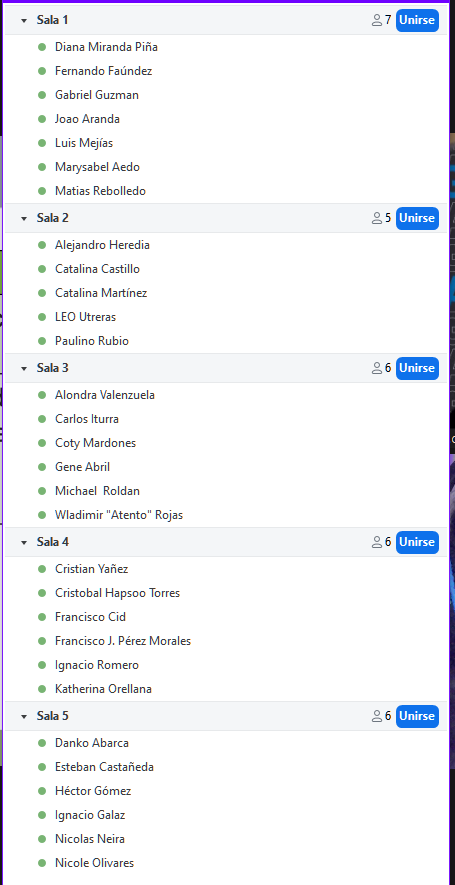 Sala 1 7 Unirse
Diana Miranda Piña
Fernando Faúndez
Gabriel Guzman
Joao Aranda
Luis Mejías
Marysabel Aedo
Matias Rebolledo
Sala 2 5 Unirse
Alejandro Heredia
Catalina Castillo
Catalina Martínez
LEO Utreras
Paulino Rubio
Sala 3 6 Unirse
Alondra Valenzuela
Carlos Iturra
Coty Mardones
Gene Abril
Michael Roldan
Wladimir "Atento" Rojas
Sala 4 6 Unirse
Cristian Yañez
Cristobal Hapsoo Torres
Francisco Cid
Francisco J. Pérez Morales
Ignacio Romero
Katherina Orellana
Sala 5 6 Unirse
Danko Abarca
Esteban Castañeda
Héctor Gómez
Ignacio Galaz
Nicolas Neira
Nicole Olivares